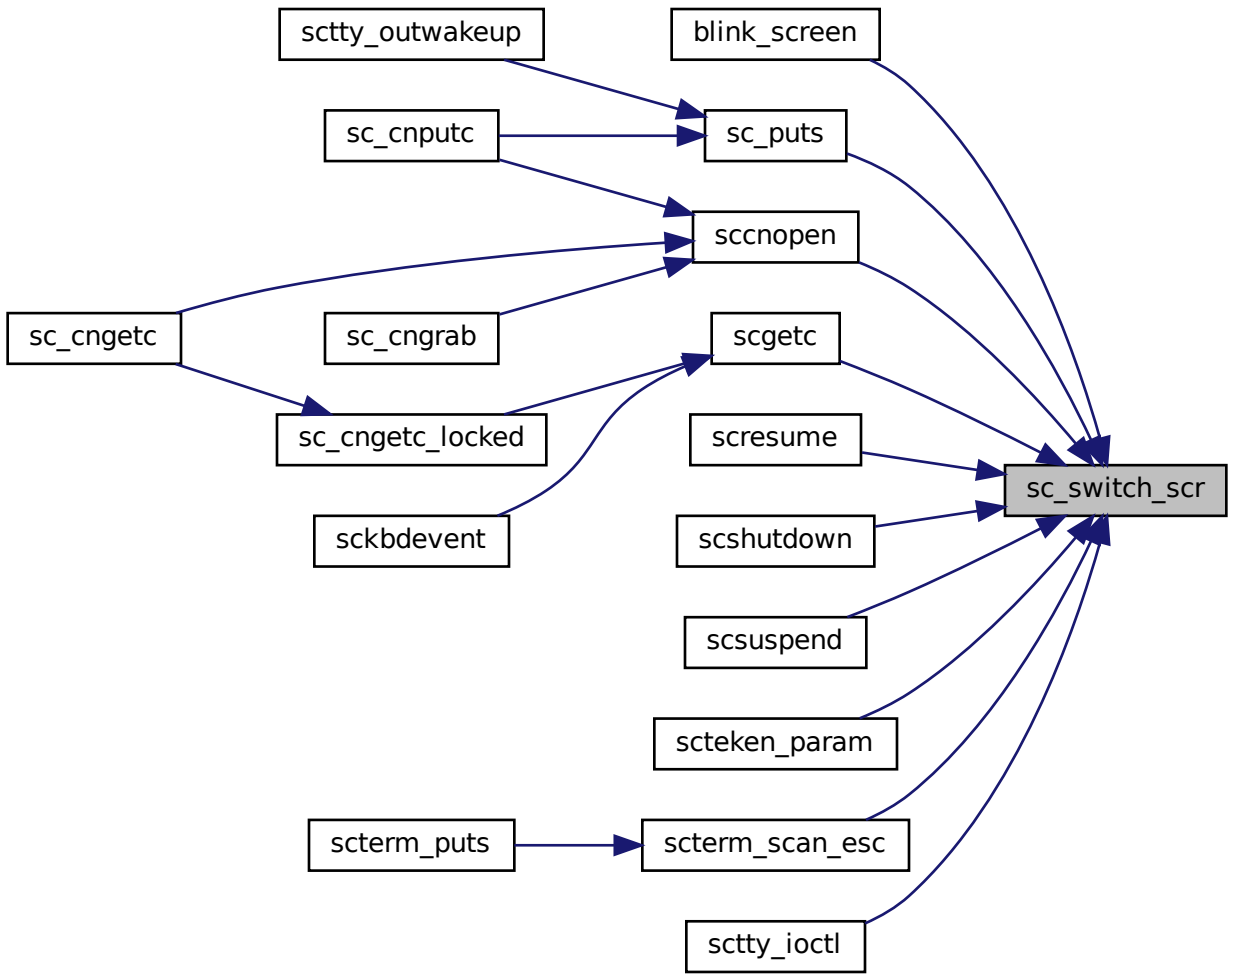 sctty_outwakeup
blink_screen
sc_cnputc
sc_puts
sccnopen
sc_cngetc
sc_cngrab
scgetc
sc_cngetc_locked
scresume
sc_switch_scr
sckbdevent
scshutdown
scsuspend
scteken_param
scterm_puts
scterm_scan_esc
sctty_ioctl